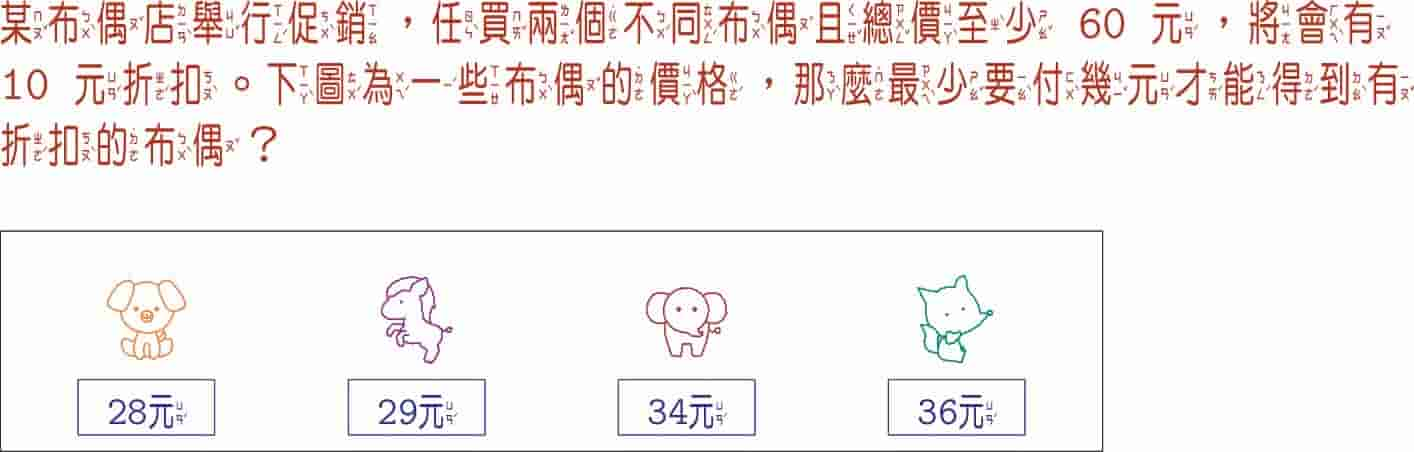 某布偶店舉行促銷，任買兩個不同布偶且總價至少 60 元，將會有
10 元折扣。下圖為一些布偶的價格，那麼最少要付幾元才能得到有
折扣的布偶？
28元 29元 34元 36元